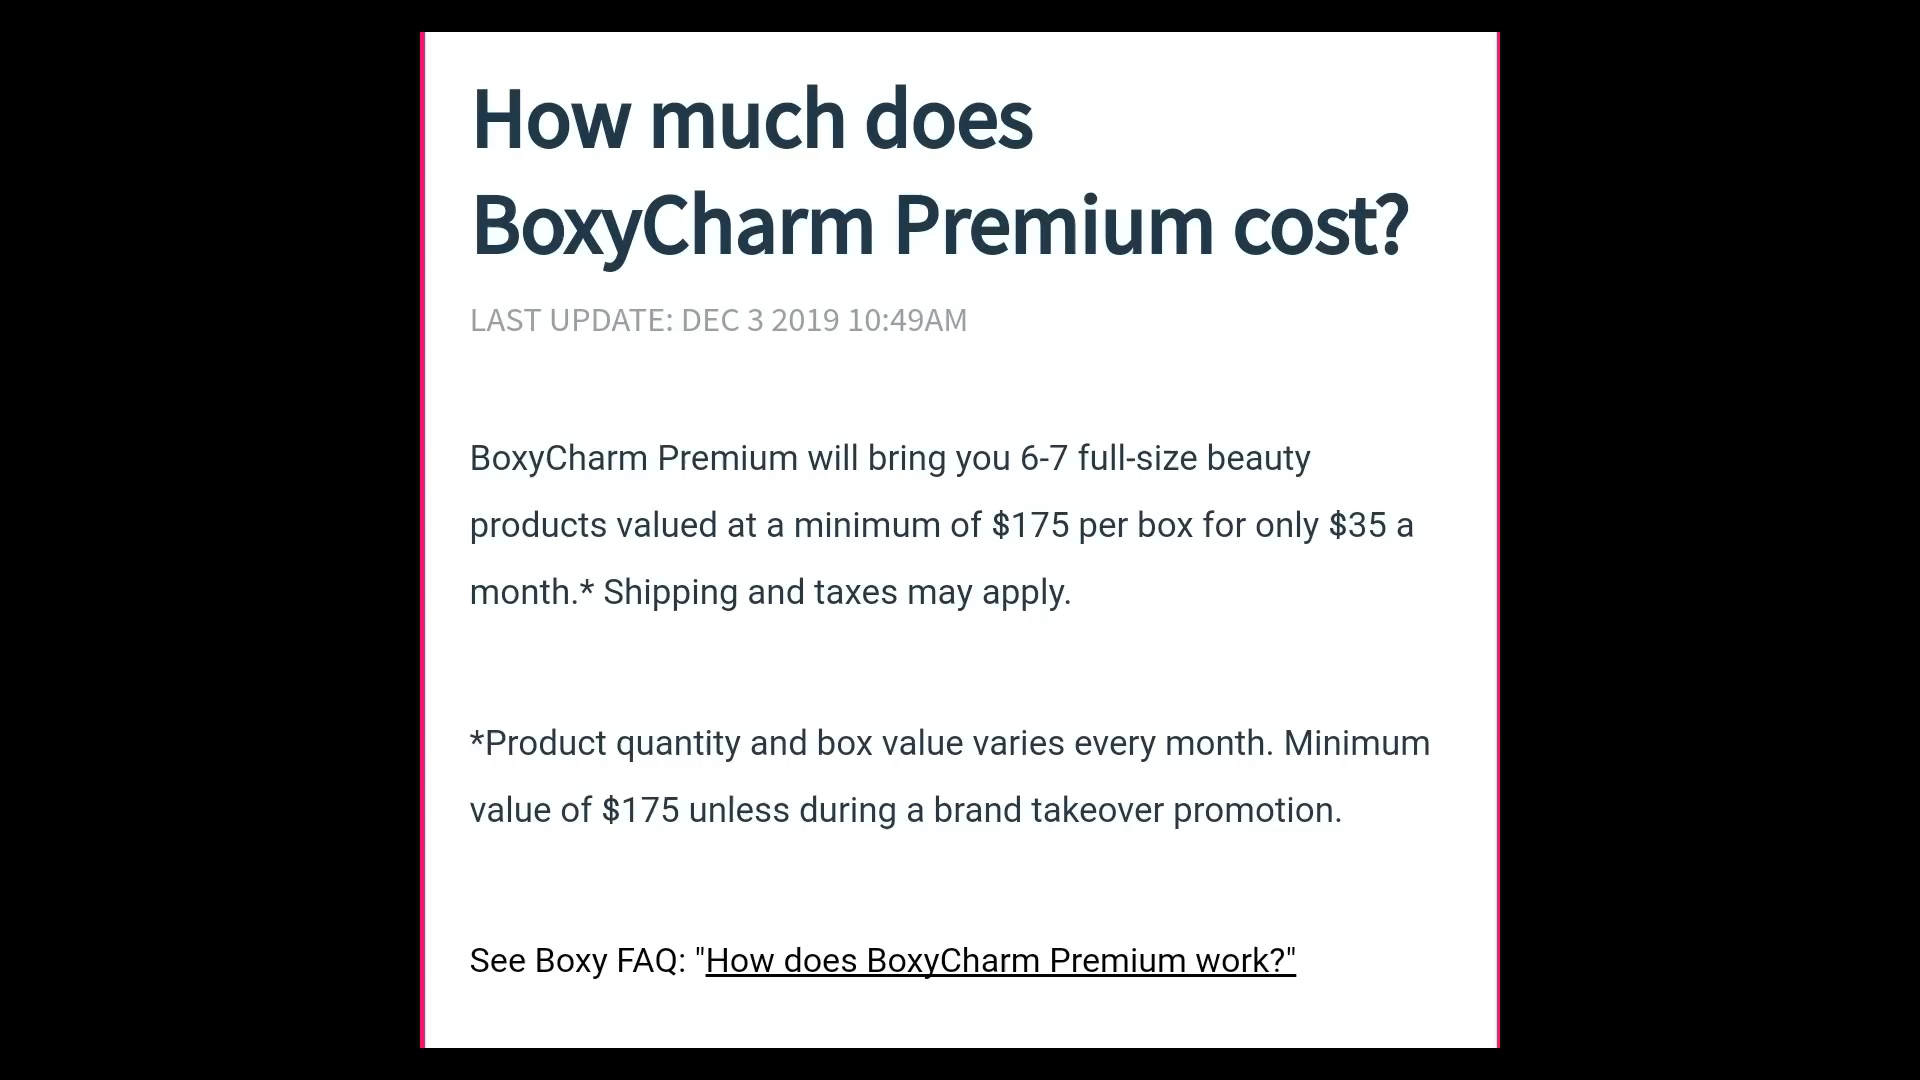 How much does
BoxyCharm Premium cost?
LAST UPDATE: DEC 3 2019 10:49AM
BoxyCharm Premium will bring you 6-7 full-size beauty
products valued at a minimum of $175 per box for only $35 a
month.* Shipping and taxes may apply.
*Product quantity and box value varies every month. Minimum
value of $175 unless during a brand takeover promotion.
See Boxy FAQ: "How does BoxyCharm Premium work?"